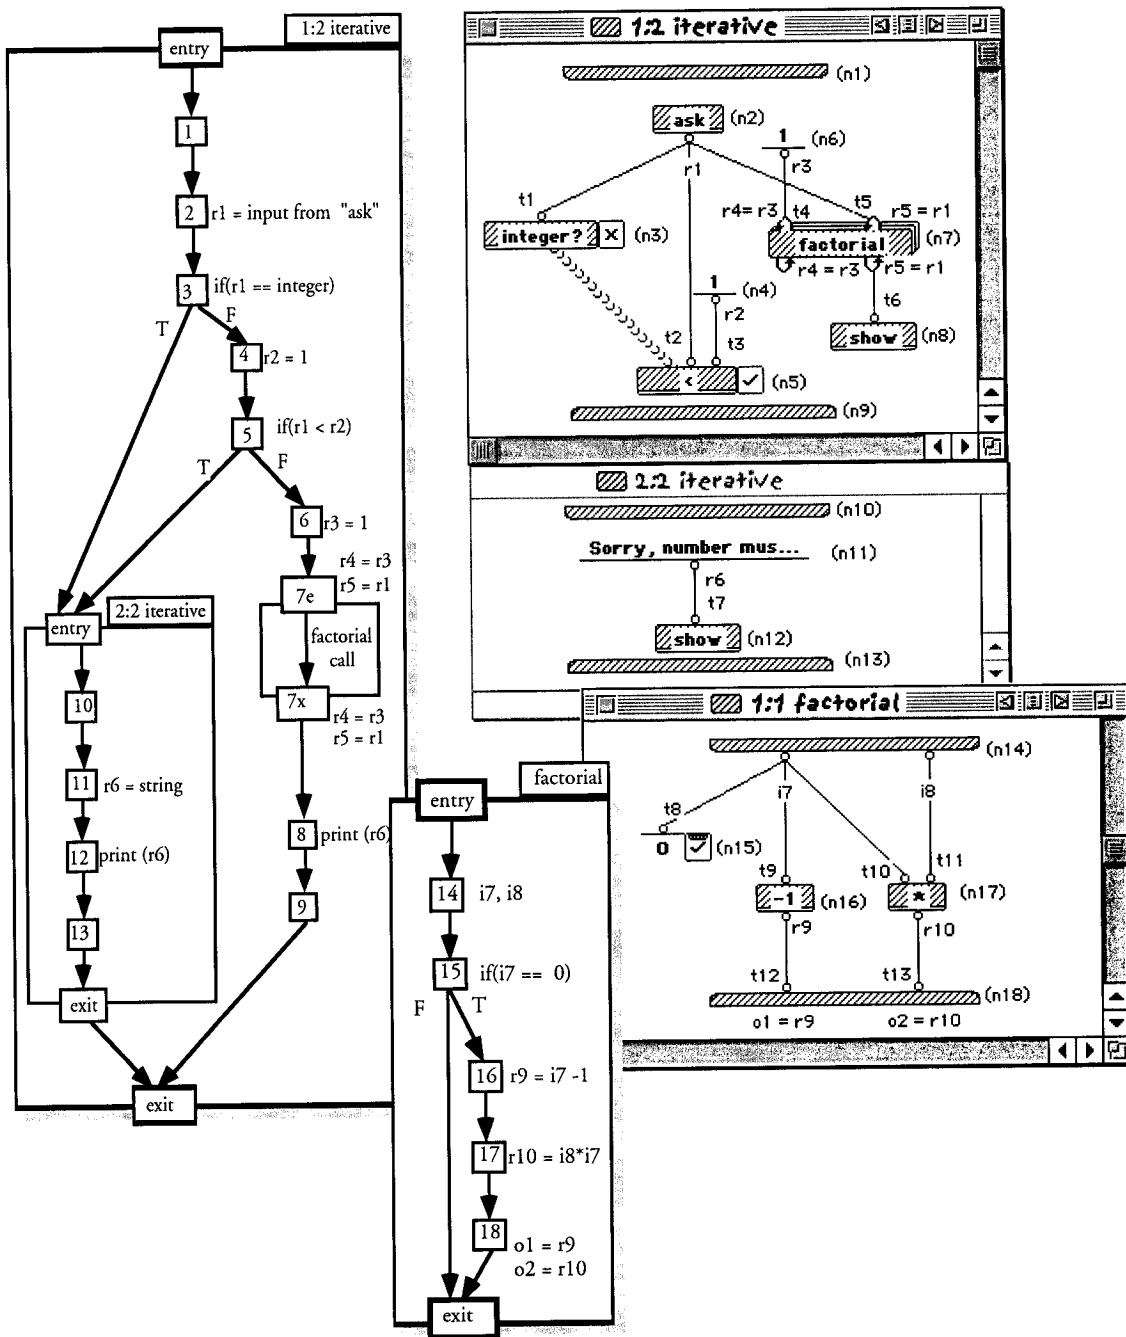 1:2 iterative
entry
1
2
r1 = input from "ask"
3
if(r1 == integer)
T
F
4
r2 = 1
5
if(r1 < r2)
T
F
6
r3 = 1
r4 = r3
r5 = r1
7e
factorial
call
7x
r4 = r3
r5 = r1
8
print (r6)
9
2:2 iterative
entry
10
11
r6 = string
12
print (r6)
13
exit
exit
factorial
entry
14
i7, i8
15
if(i7 == 0)
F
T
16
r9 = i7 -1
17
r10 = i8*i7
18
o1 = r9
o2 = r10
exit
1:2 iterative
(n1)
ask
(n2)
1
(n6)
r1
r3
t1
t5
r4= r3
t4
r5 = r1
integer?
(n3)
factorial
(n7)
r4 = r3
r5 = r1
1
(n4)
r2
t6
t2
t3
show
(n8)
<
(n5)
(n9)
2:2 iterative
(n10)
Sorry, number mus...
(n11)
r6
t7
show
(n12)
(n13)
1:1 factorial
(n14)
i7
i8
t8
0
(n15)
t9
t10
t11
-1
(n16)
*
(n17)
r9
r10
t12
t13
(n18)
o1 = r9
o2 = r10